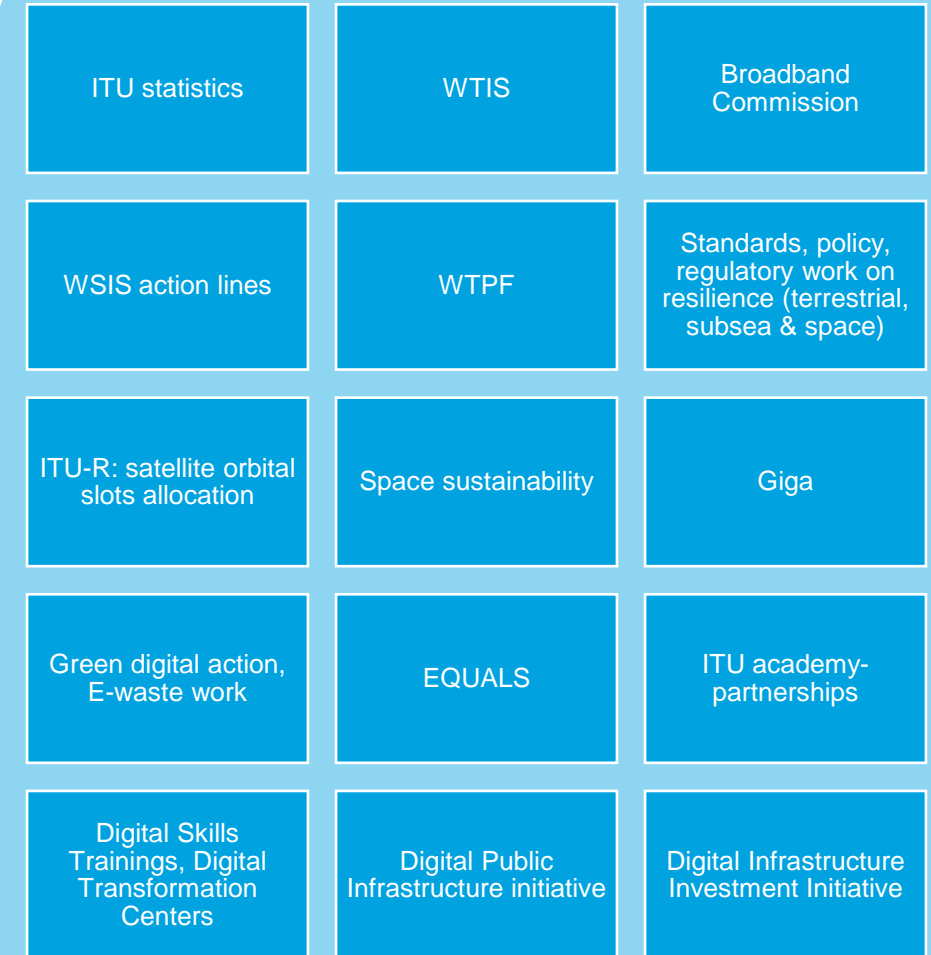 ITU statistics
WTIS
Broadband
Commission
WSIS action lines
WTPF
Standards, policy,
regulatory work on
resilience (terrestrial,
subsea & space)
ITU-R: satellite orbital
slots allocation
Space sustainability
Giga
Green digital action,
E-waste work
EQUALS
ITU academy-
partnerships
Digital Skills
Trainings, Digital
Transformation
Centers
Digital Public
Infrastructure initiative
Digital Infrastructure
Investment Initiative